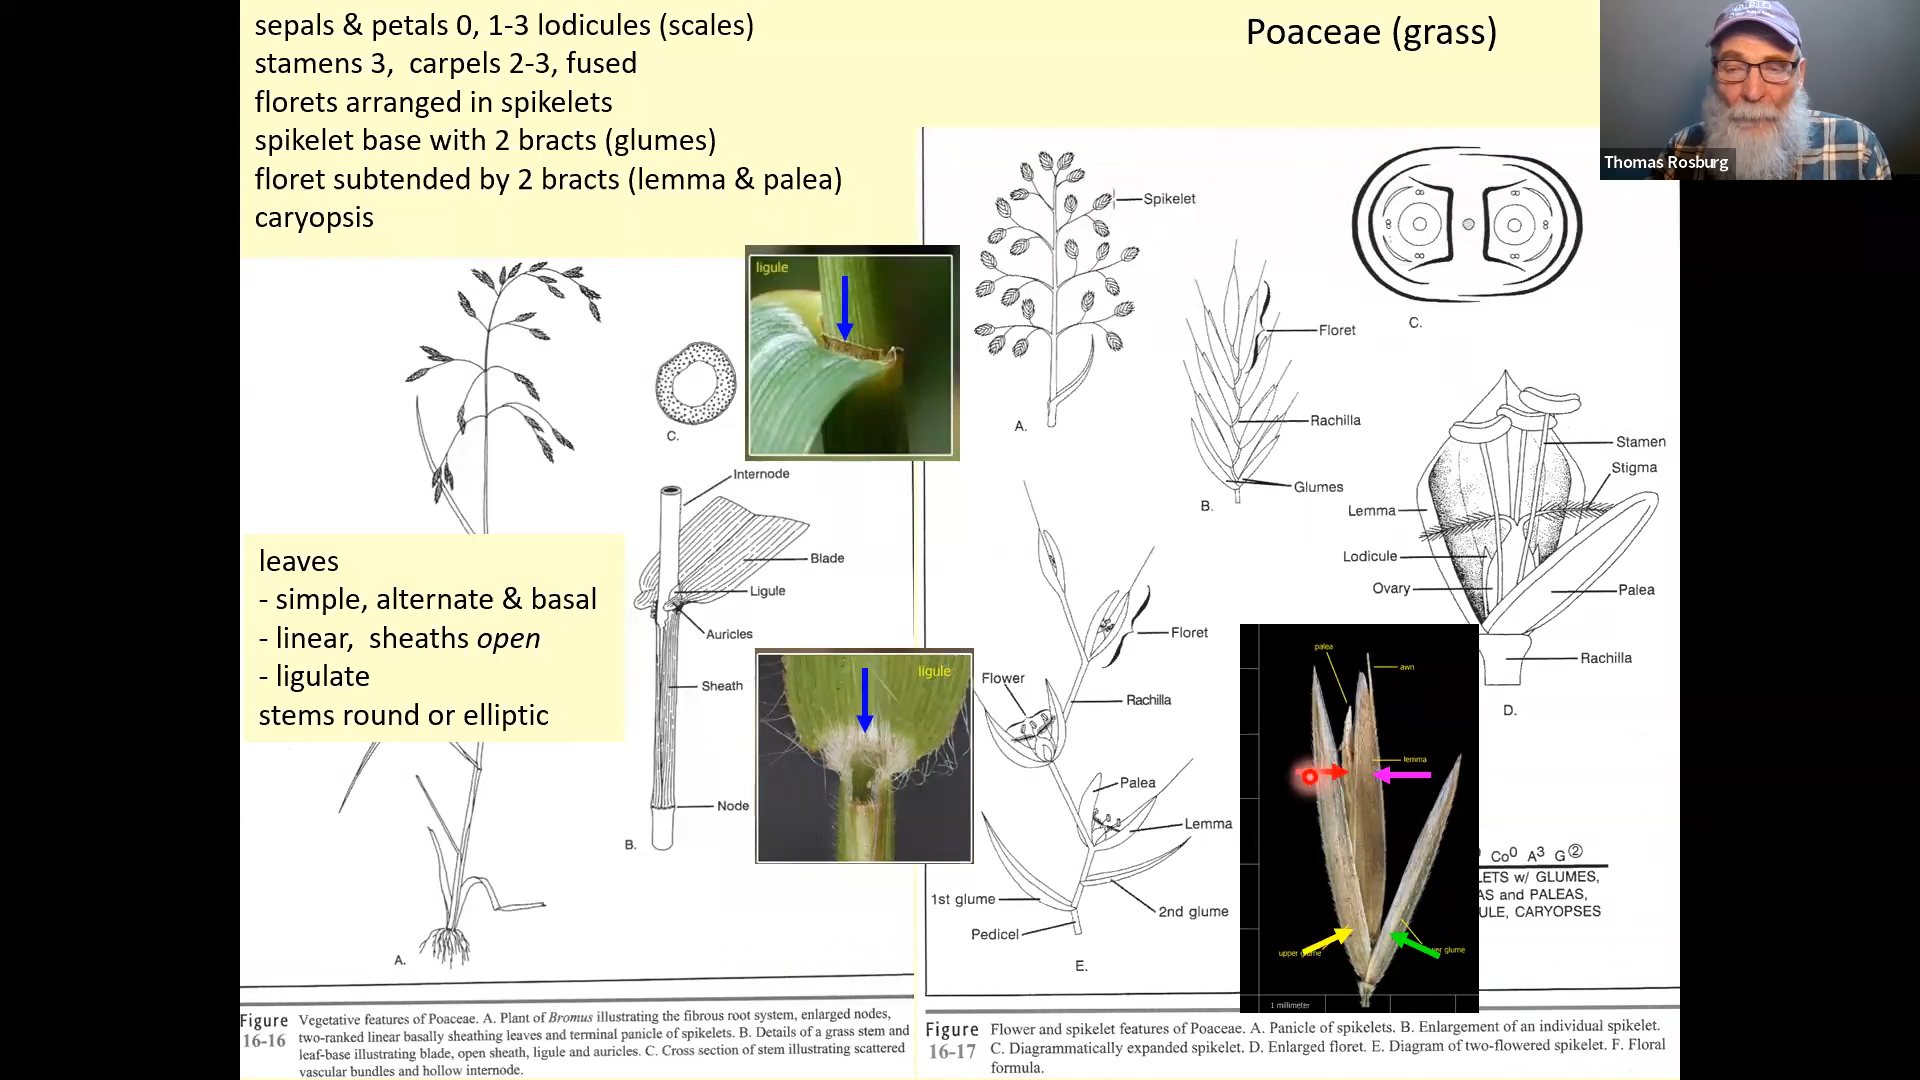 sepals & petals 0, 1-3 lodicules (scales)
stamens 3,  carpels 2-3, fused
florets arranged in spikelets
spikelet base with 2 bracts (glumes)
floret subtended by 2 bracts (lemma & palea)
caryopsis
Poaceae (grass)
Thomas Rosburg
ligule
C.
Internode
Blade
Ligule
Auricles
Sheath
Node
B.
A.
leaves
- simple, alternate & basal
- linear,  sheaths open
- ligulate
stems round or elliptic
ligule
Spikelet
A.
Floret
Rachilla
Glumes
B.
C.
Stamen
Stigma
Lemma
Lodicule
Ovary
Palea
Rachilla
D.
Floret
Flower
Rachilla
Palea
Lemma
1st glume
2nd glume
Pedicel
E.
palea
awn
lemma
upper
glume
1 millimeter
Co⁰ A³ G②
LETS w/ GLUMES,
AS and PALEAS,
ULE, CARYOPSES
Figure 16-16
Vegetative features of Poaceae. A. Plant of Bromus illustrating the fibrous root system, enlarged nodes,
two-ranked linear basally sheathing leaves and terminal panicle of spikelets. B. Details of a grass stem and
leaf-base illustrating blade, open sheath, ligule and auricles. C. Cross section of stem illustrating scattered
vascular bundles and hollow internode.
Figure 16-17
Flower and spikelet features of Poaceae. A. Panicle of spikelets. B. Enlargement of an individual spikelet.
C. Diagrammatically expanded spikelet. D. Enlarged floret. E. Diagram of two-flowered spikelet. F. Floral
formula.